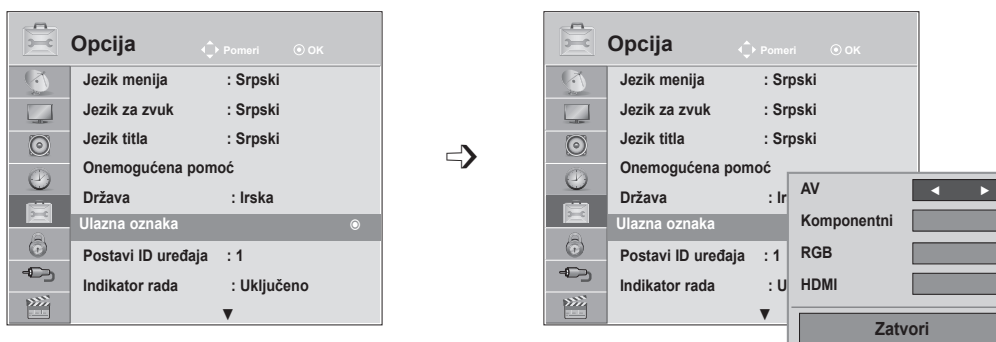 Opcija Pomeri OK
Jezik menija : Srpski
Jezik za zvuk : Srpski
Jezik titla : Srpski
Onemogućena pomoć
Država : Irska
Ulazna oznaka
Postavi ID uređaja : 1
Indikator rada : Uključeno
Opcija Pomeri OK
Jezik menija : Srpski
Jezik za zvuk : Srpski
Jezik titla : Srpski
Onemogućena pomoć
Država : Ir
Ulazna oznaka
Postavi ID uređaja : 1
Indikator rada : U
AV
Komponentni
RGB
HDMI
Zatvori